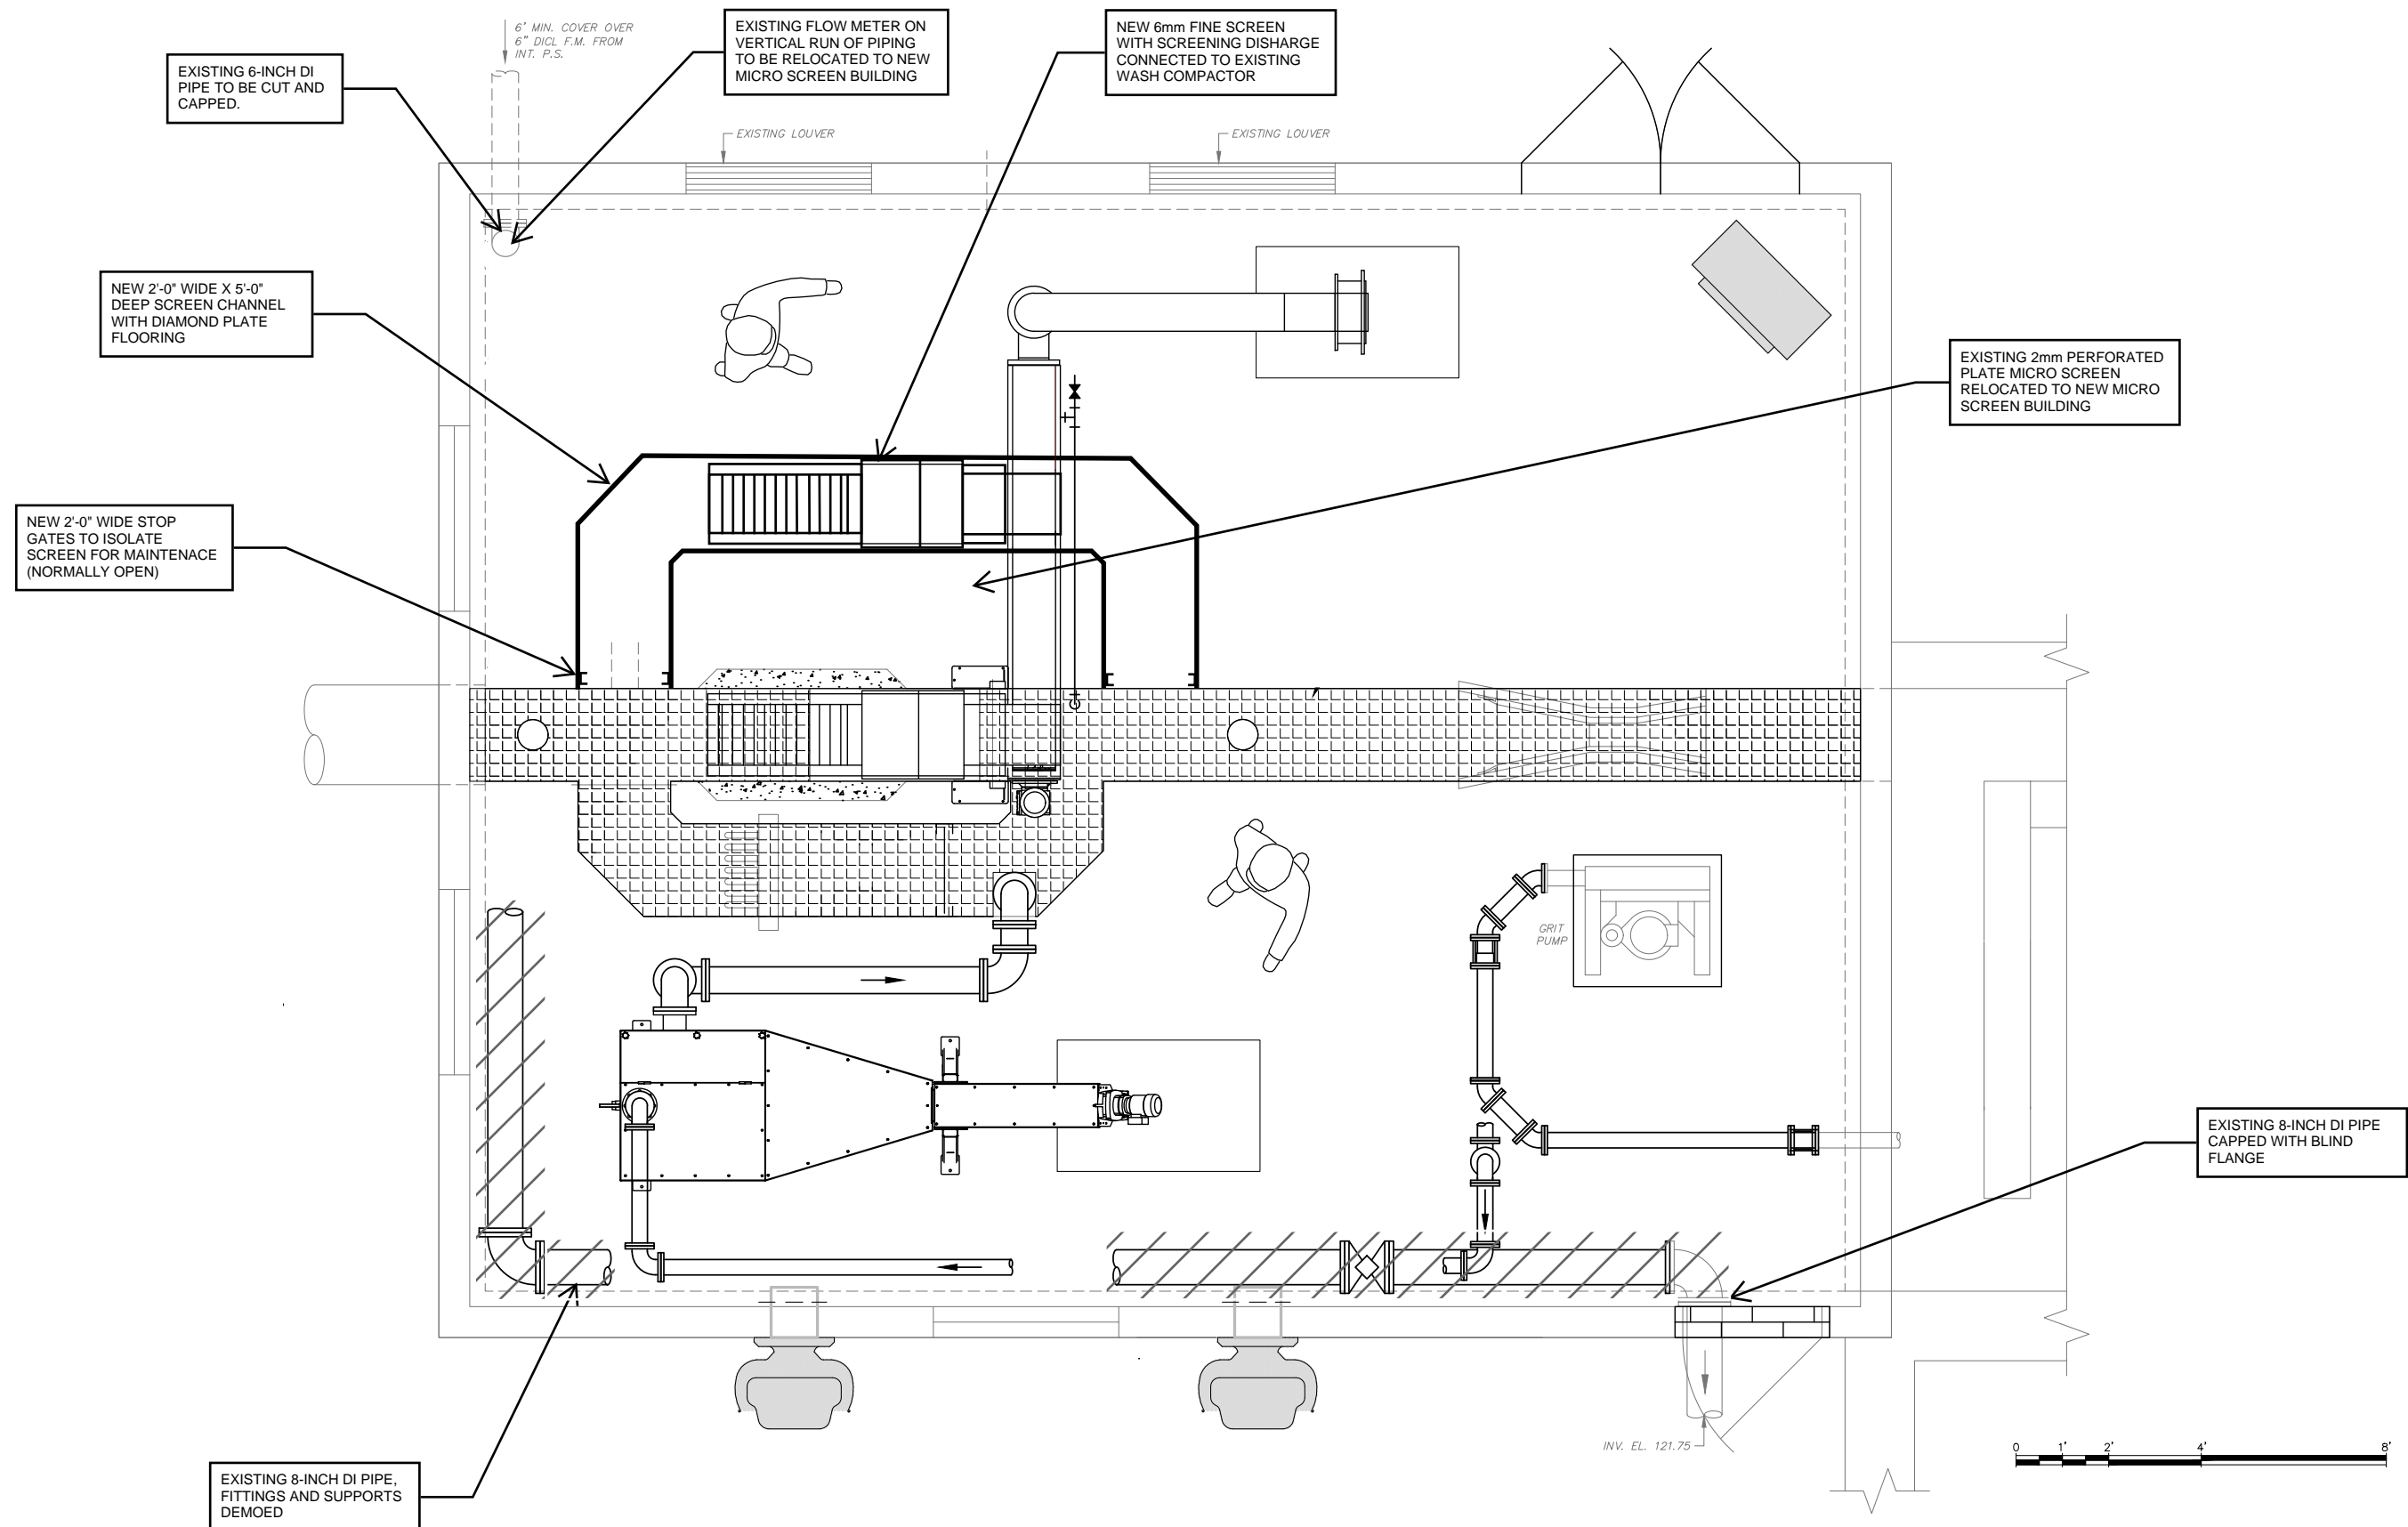 6' MIN. COVER OVER
6" DICL F.M. FROM
INT. P.S.
EXISTING FLOW METER ON
VERTICAL RUN OF PIPING
TO BE RELOCATED TO NEW
MICRO SCREEN BUILDING
NEW 6mm FINE SCREEN
WITH SCREENING DISHARGE
CONNECTED TO EXISTING
WASH COMPACTOR
EXISTING 6-INCH DI
PIPE TO BE CUT AND
CAPPED.
EXISTING LOUVER
EXISTING LOUVER
NEW 2'-0" WIDE X 5'-0"
DEEP SCREEN CHANNEL
WITH DIAMOND PLATE
FLOORING
EXISTING 2mm PERFORATED
PLATE MICRO SCREEN
RELOCATED TO NEW MICRO
SCREEN BUILDING
NEW 2'-0" WIDE STOP
GATES TO ISOLATE
SCREEN FOR MAINTENACE
(NORMALLY OPEN)
GRIT
PUMP
EXISTING 8-INCH DI PIPE
CAPPED WITH BLIND
FLANGE
INV. EL. 121.75
0 1' 2' 4' 8'
EXISTING 8-INCH DI PIPE,
FITTINGS AND SUPPORTS
DEMOED